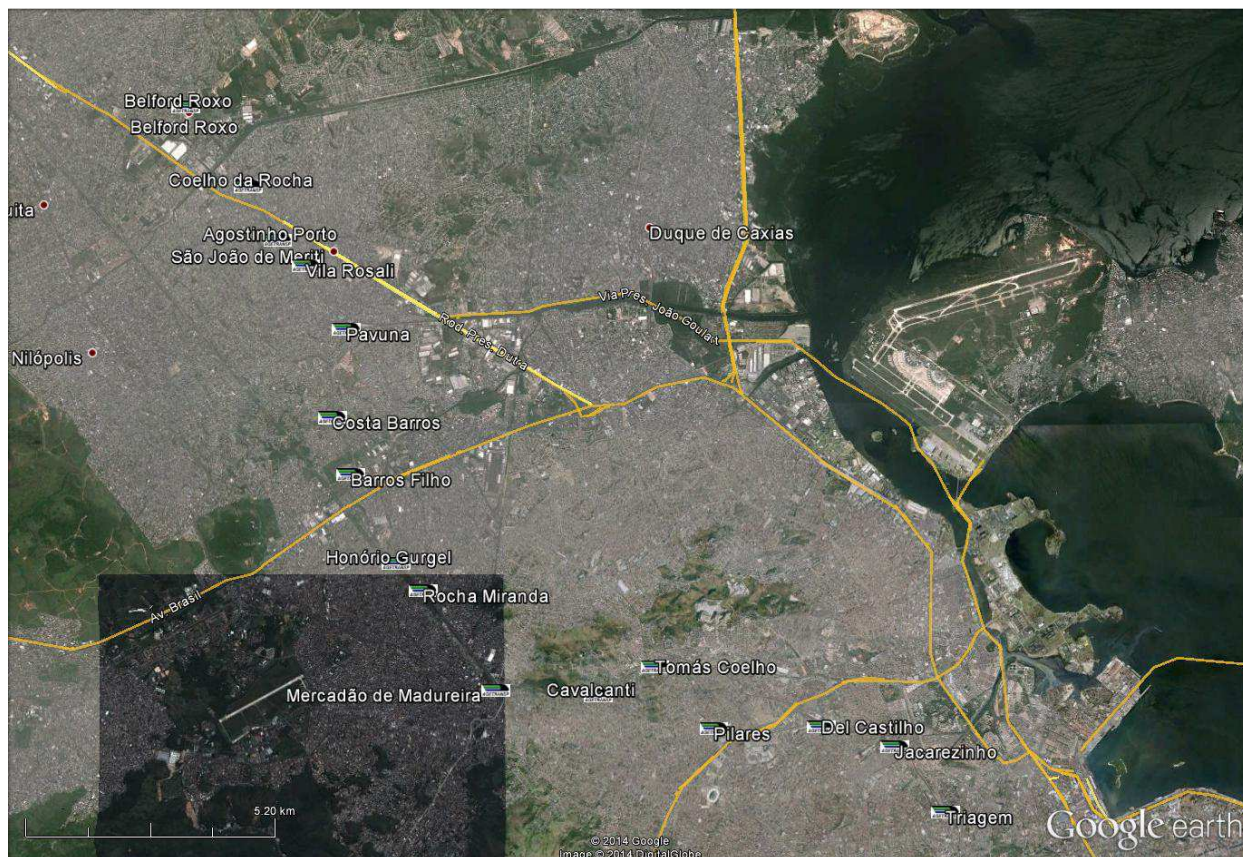 Belford Roxo
Belford Roxo
Coelho da Rocha
uita
Agostinho Porto
Duque de Caxias
São João de Meriti
Vila Rosali
Via Pres. João Goulart
Rod. Pres. Dutra
Pavuna
Nilópolis
Costa Barros
Barros Filho
Honório Gurgel
Rocha Miranda
Av. Brasil
Tomás Coelho
Mercadão de Madureira
Cavalcanti
Pilares
Del Castilho
Jacarezinho
5.20 km
Triagem
Google earth
© 2014 Google
Image © 2014 DigitalGlobe